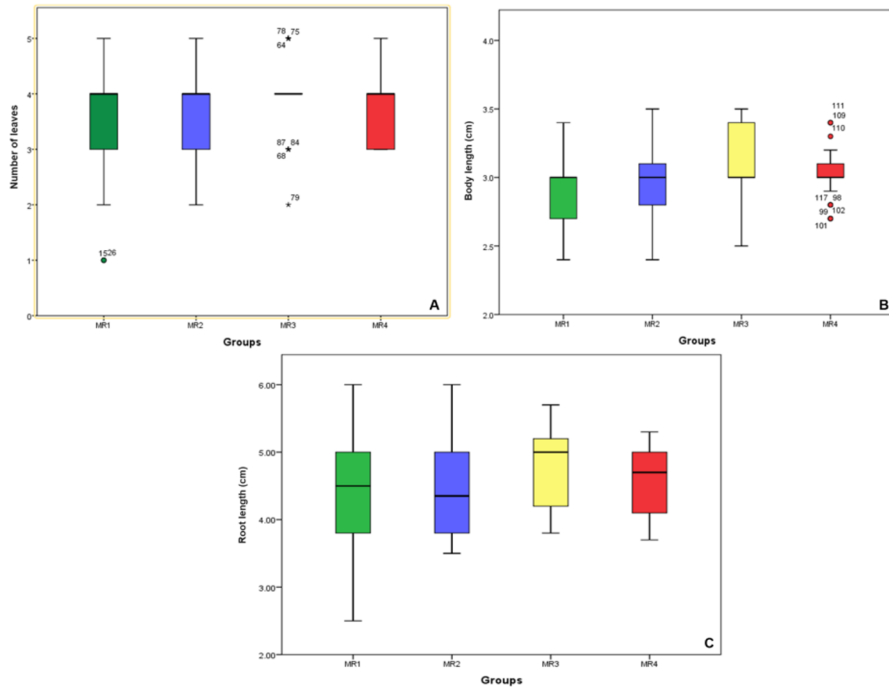 Number of leaves
5
4
3
2
1
0
78 75
64
87 84
68
79
1526
A
MR1 MR2 MR3 MR4
Groups
Body length (cm)
4.0
3.5
3.0
2.5
2.0
111
109
110
117 98
99 102
101
B
MR1 MR2 MR3 MR4
Groups
Root length (cm)
6.00
5.00
4.00
3.00
2.00
C
MR1 MR2 MR3 MR4
Groups